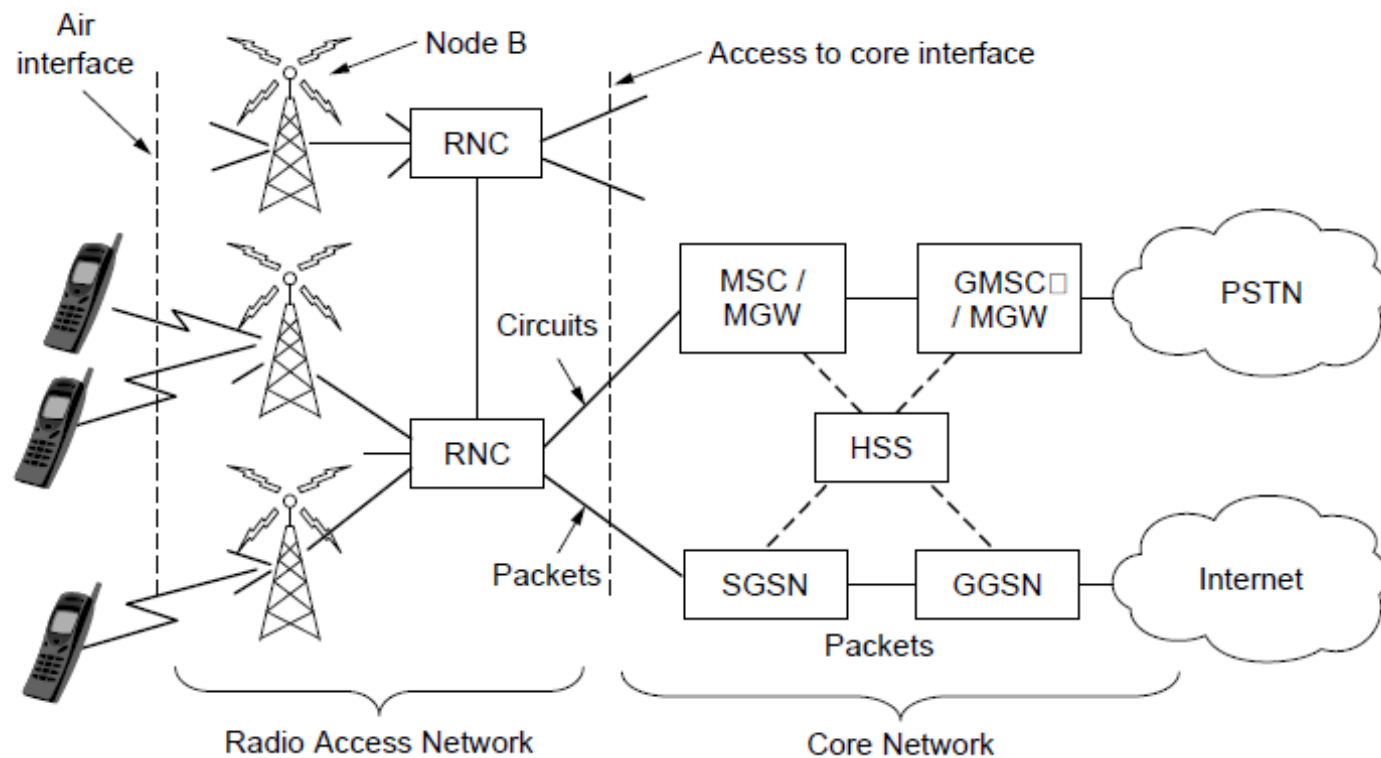 Air
interface
Node B
Access to core interface
RNC
MSC /
MGW
GMSC□
/ MGW
PSTN
Circuits
HSS
RNC
Packets
SGSN
GGSN
Internet
Packets
Radio Access Network
Core Network